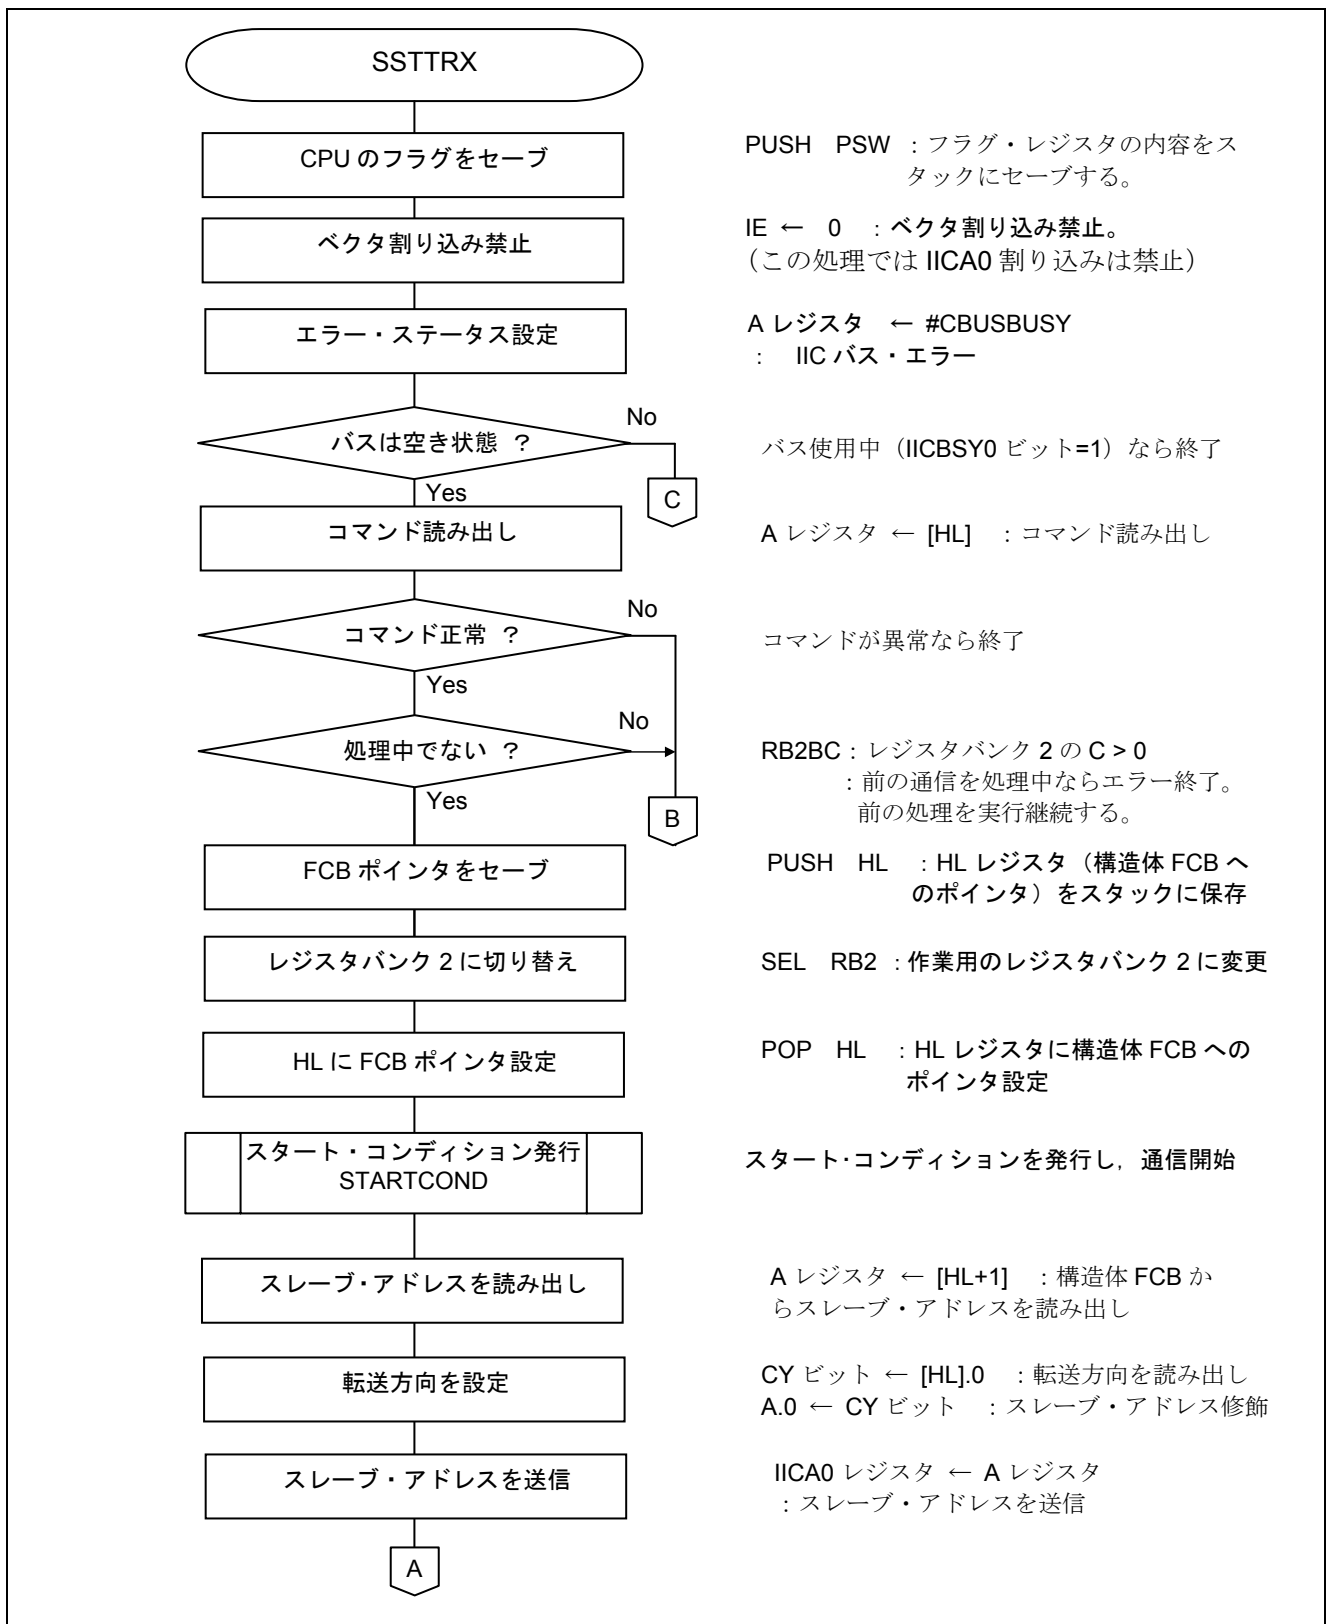 SSTTRX
CPU のフラグをセーブ
PUSH PSW :フラグ・レジスタの内容をス
タックにセーブする。
ベクタ割り込み禁止
IE ← 0 :ベクタ割り込み禁止。
(この処理では IICA0 割り込みは禁止)
エラー・ステータス設定
A レジスタ ← #CBUSBUSY
: IIC バス・エラー
バスは空き状態 ?
No
バス使用中(IICBSY0 ビット=1)なら終了
Yes
C
コマンド読み出し
A レジスタ ← [HL] :コマンド読み出し
コマンド正常 ?
No
コマンドが異常なら終了
Yes
処理中でない ?
No
RB2BC:レジスタバンク 2 の C > 0
:前の通信を処理中ならエラー終了。
前の処理を実行継続する。
Yes
B
FCB ポインタをセーブ
PUSH HL :HL レジスタ(構造体 FCB へ
のポインタ)をスタックに保存
レジスタバンク 2 に切り替え
SEL RB2 :作業用のレジスタバンク 2 に変更
HL に FCB ポインタ設定
POP HL :HL レジスタに構造体 FCB への
ポインタ設定
スタート・コンディション発行
STARTCOND
スタート・コンディションを発行し,通信開始
スレーブ・アドレスを読み出し
A レジスタ ← [HL+1] :構造体 FCB か
らスレーブ・アドレスを読み出し
転送方向を設定
CY ビット ← [HL].0 :転送方向を読み出し
A.0 ← CY ビット :スレーブ・アドレス修飾
スレーブ・アドレスを送信
IICA0 レジスタ ← A レジスタ
:スレーブ・アドレスを送信
A